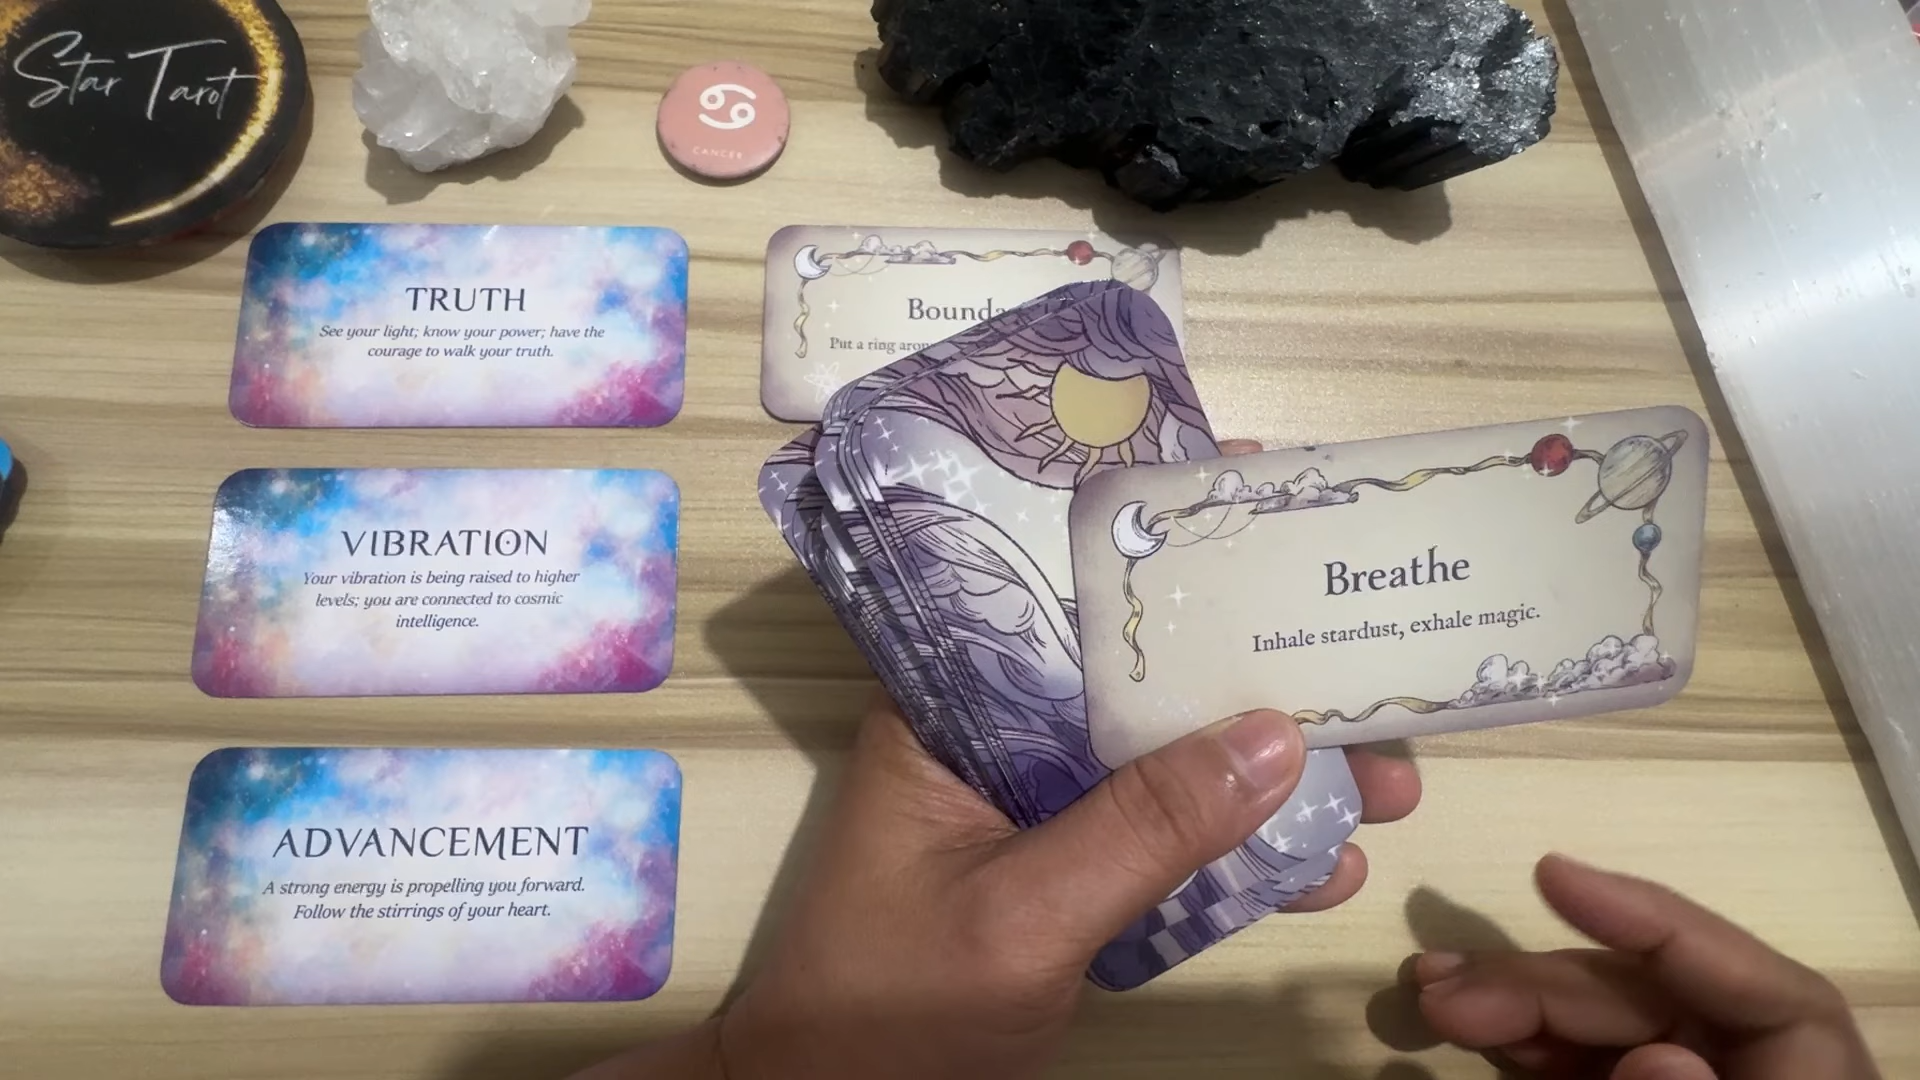 Star Tarot
CANCER
TRUTH
See your light; know your power; have the
courage to walk your truth.
Put a ring
VIBRATION
Your vibration is being raised to higher
levels; you are connected to cosmic
intelligence.
Breathe
Inhale stardust, exhale magic.
ADVANCEMENT
A strong energy is propelling you forward.
Follow the stirrings of your heart.